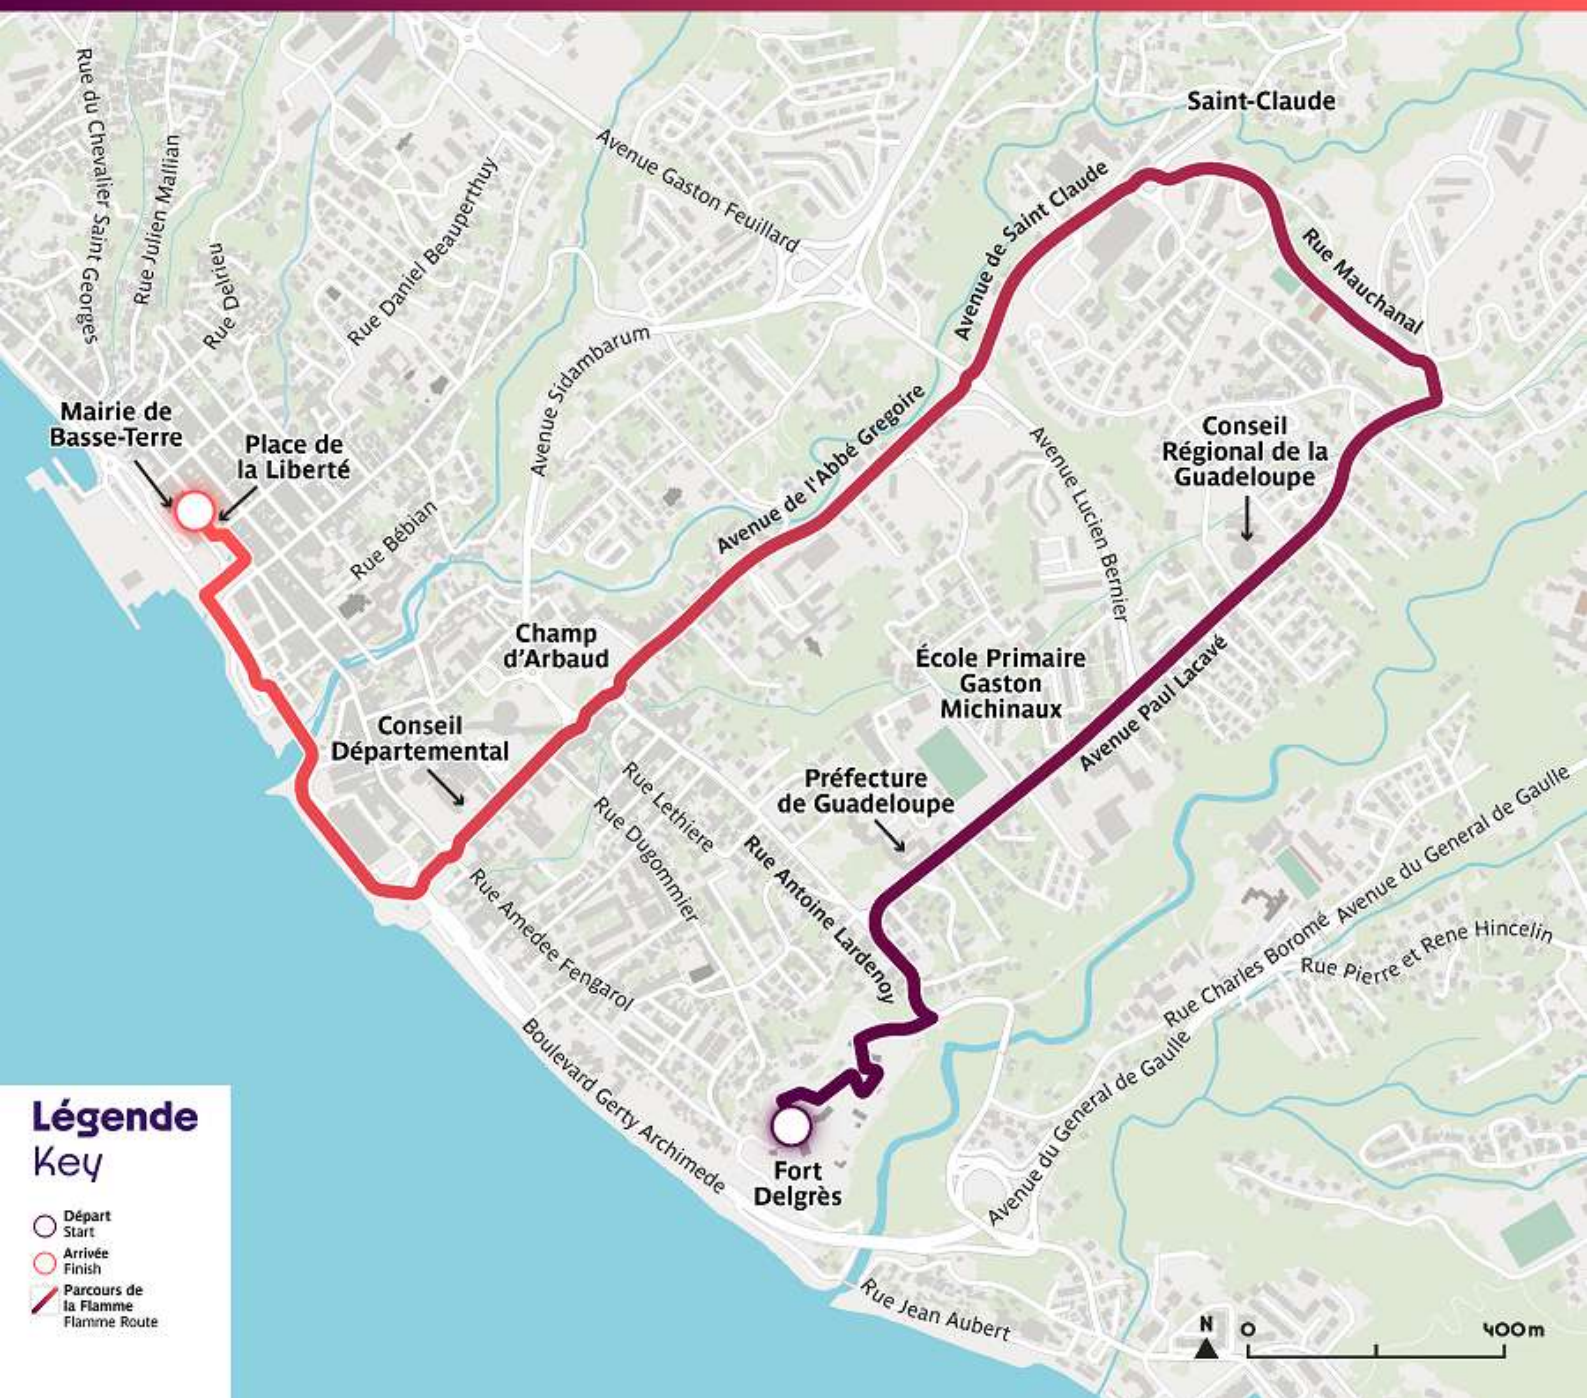 Saint-Claude
Rue du Chevalier Saint Georges
Rue Julien Mallian
Rue Delrieu
Rue Daniel Beauperthuy
Avenue Gaston Feuillard
Avenue de Saint Claude
Rue Mauchanal
Avenue Sidambarum
Mairie de
Basse-Terre
Place de
la Liberté
Avenue de l'Abbé Gregoire
Avenue Lucien Bernier
Conseil
Régional de la
Guadeloupe
Rue Bébian
Champ
d'Arbaud
École Primaire
Gaston
Michinaux
Avenue Paul Lacavé
Conseil
Départemental
Rue Lethiere
Rue Dugommier
Préfecture
de Guadeloupe
Rue Antoine Lardenoy
Rue Amedee Fengarol
Avenue du General de Gaulle
Rue Charles Boromé
Rue Pierre et Rene Hincelin
Boulevard Gerty Archimede
Avenue du General de Gaulle
Fort
Delgrès
Rue Jean Aubert
Légende
Key
Départ
Start
Arrivée
Finish
Parcours de
la Flamme
Flamme Route
N 0 400m